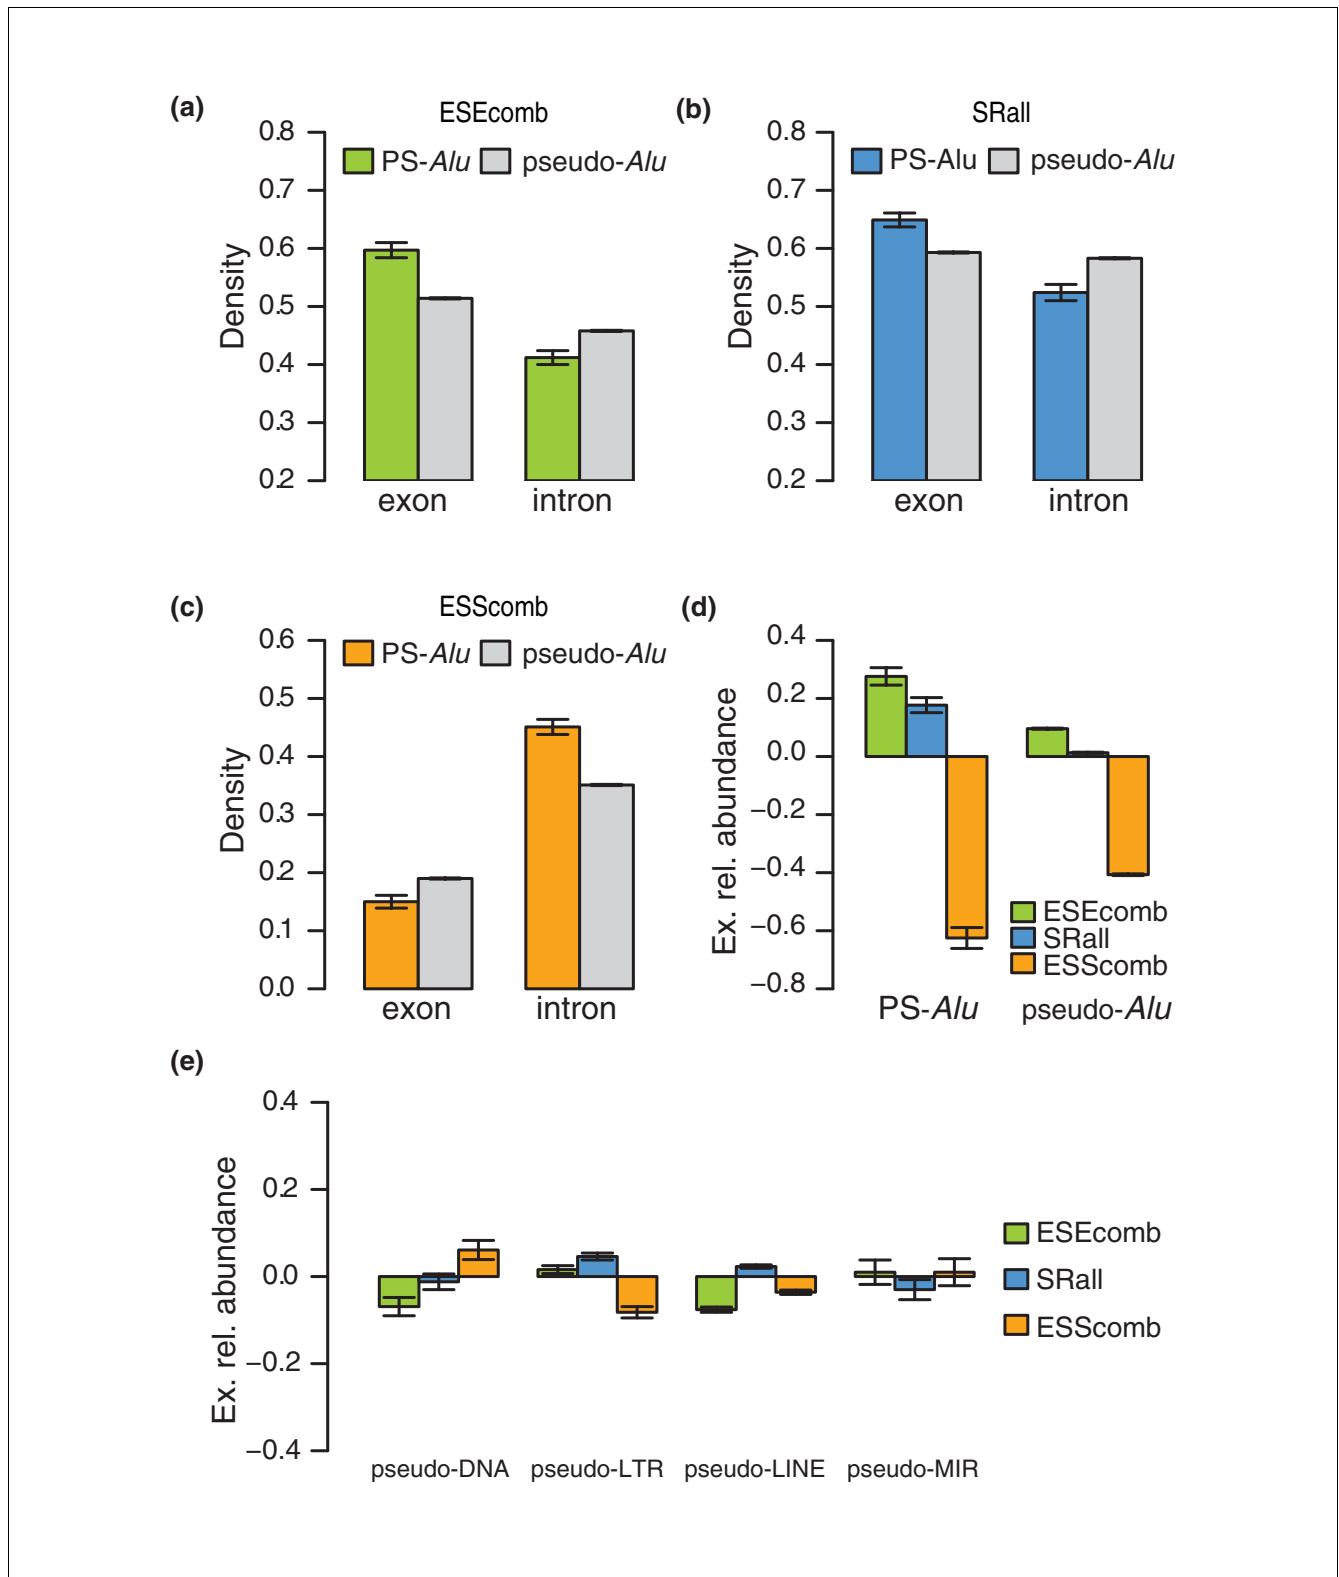 (a) ESEcomb
PS-Alu pseudo-Alu
Density
0.8
0.7
0.6
0.5
0.4
0.3
0.2
exon intron
(b) SRall
PS-Alu pseudo-Alu
Density
0.8
0.7
0.6
0.5
0.4
0.3
0.2
exon intron
(c) ESScomb
PS-Alu pseudo-Alu
Density
0.6
0.5
0.4
0.3
0.2
0.1
0.0
exon intron
(d)
Ex. rel. abundance
0.4
0.2
0.0
−0.2
−0.4
−0.6
−0.8
ESEcomb
SRall
ESScomb
PS-Alu pseudo-Alu
(e)
Ex. rel. abundance
0.4
0.2
0.0
−0.2
−0.4
ESEcomb
SRall
ESScomb
pseudo-DNA pseudo-LTR pseudo-LINE pseudo-MIR